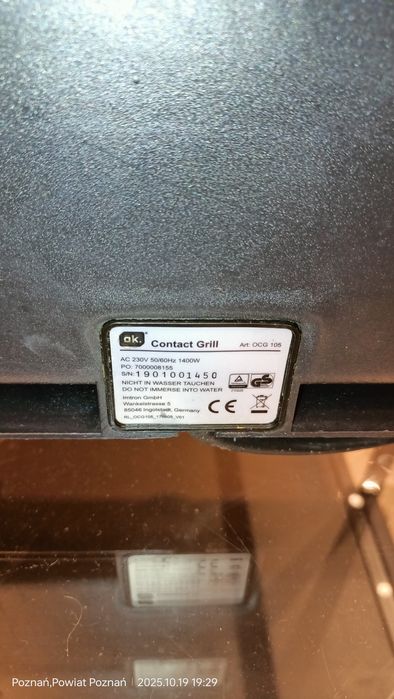 ok.
Contact Grill Art: OCG 105
AC 230V 50/60Hz 1400W
PO: 7000008155
S/N: 1901001450
NICHT IN WASSER TAUCHEN
DO NOT IMMERSE INTO WATER
Imtron GmbH
Wankelstrasse 5
85046 Ingolstadt, Germany
CE
Poznań,Powiat Poznań | 2025.10.19 19:29